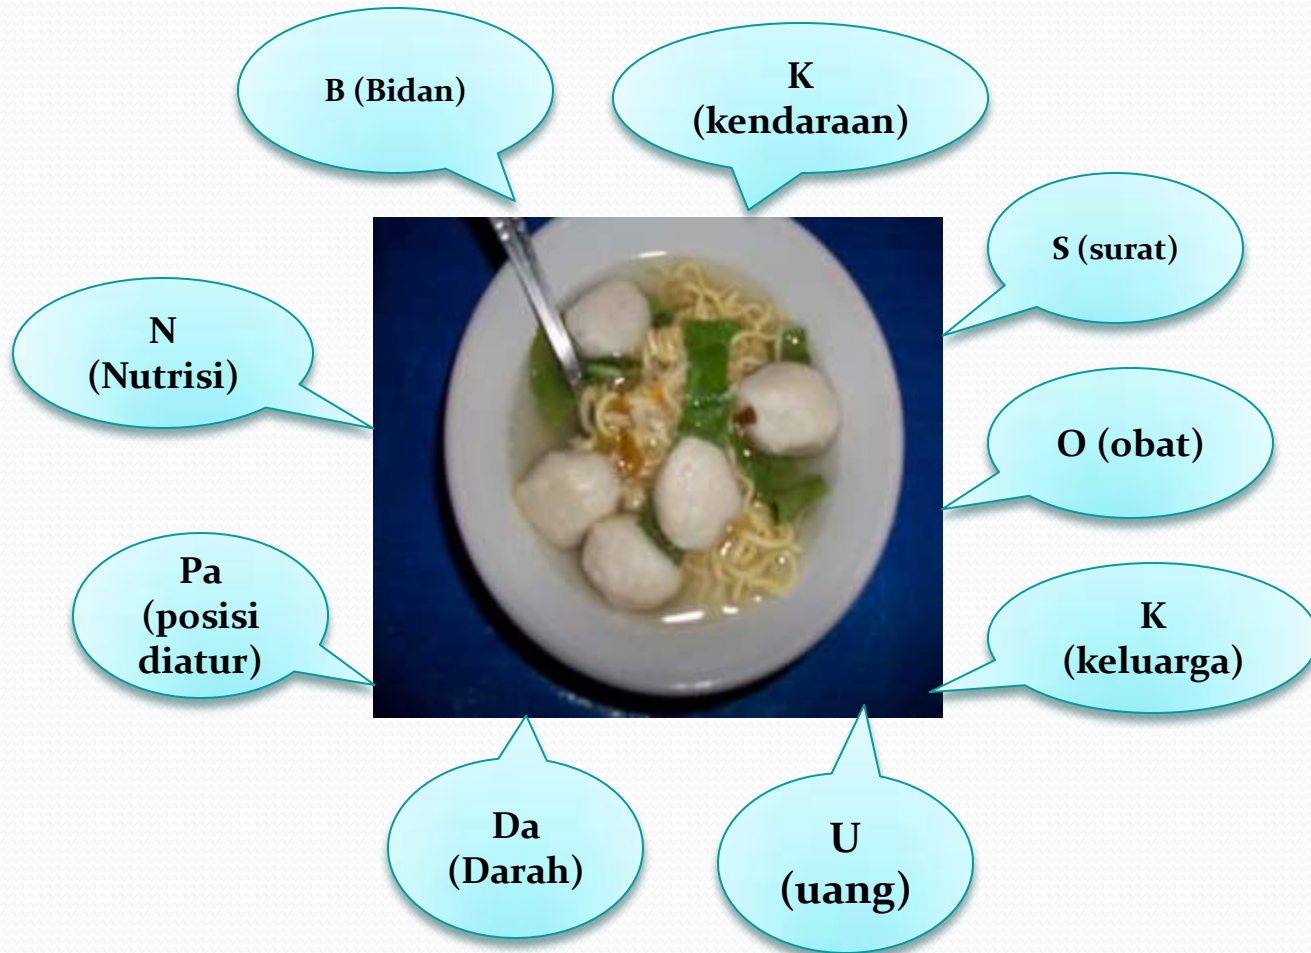 B (Bidan)
K
(kendaraan)
S (surat)
O (obat)
K
(keluarga)
U
(uang)
Da
(Darah)
Pa
(posisi
diatur)
N
(Nutrisi)